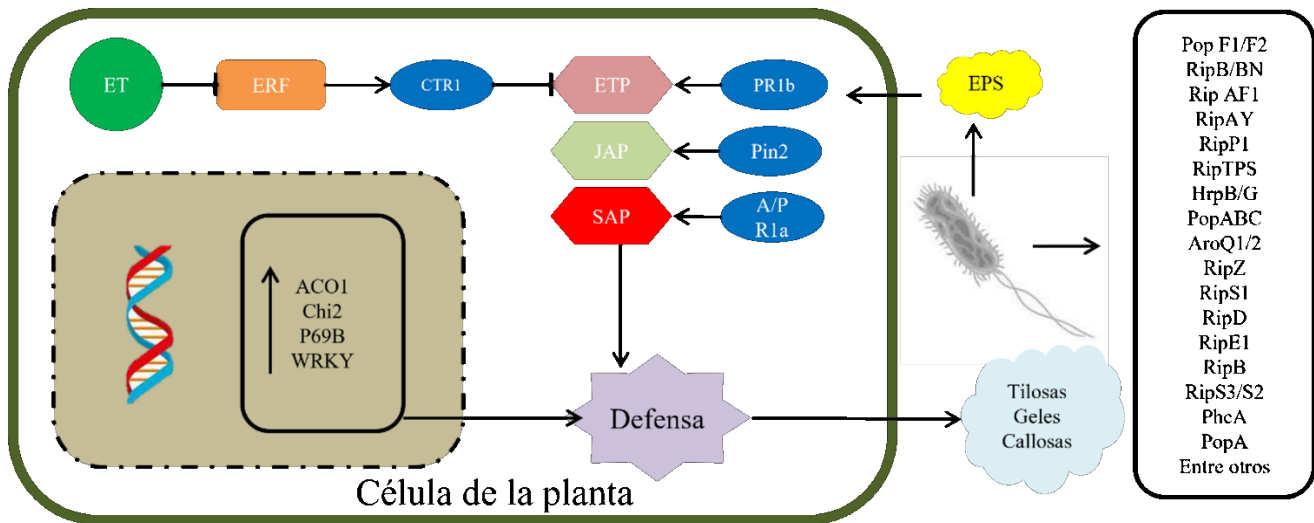 ET
ERF
CTR1
ETP
PR1b
EPS
JAP
Pin2
SAP
A/P
R1a
ACO1
Chi2
P69B
WRKY
Defensa
Tilosas
Geles
Callosas
Célula de la planta
Pop F1/F2
RipB/BN
Rip AF1
RipAY
RipP1
RipTPS
HrpB/G
PopABC
AroQ1/2
RipZ
RipS1
RipD
RipE1
RipB
RipS3/S2
PhcA
PopA
Entre otros